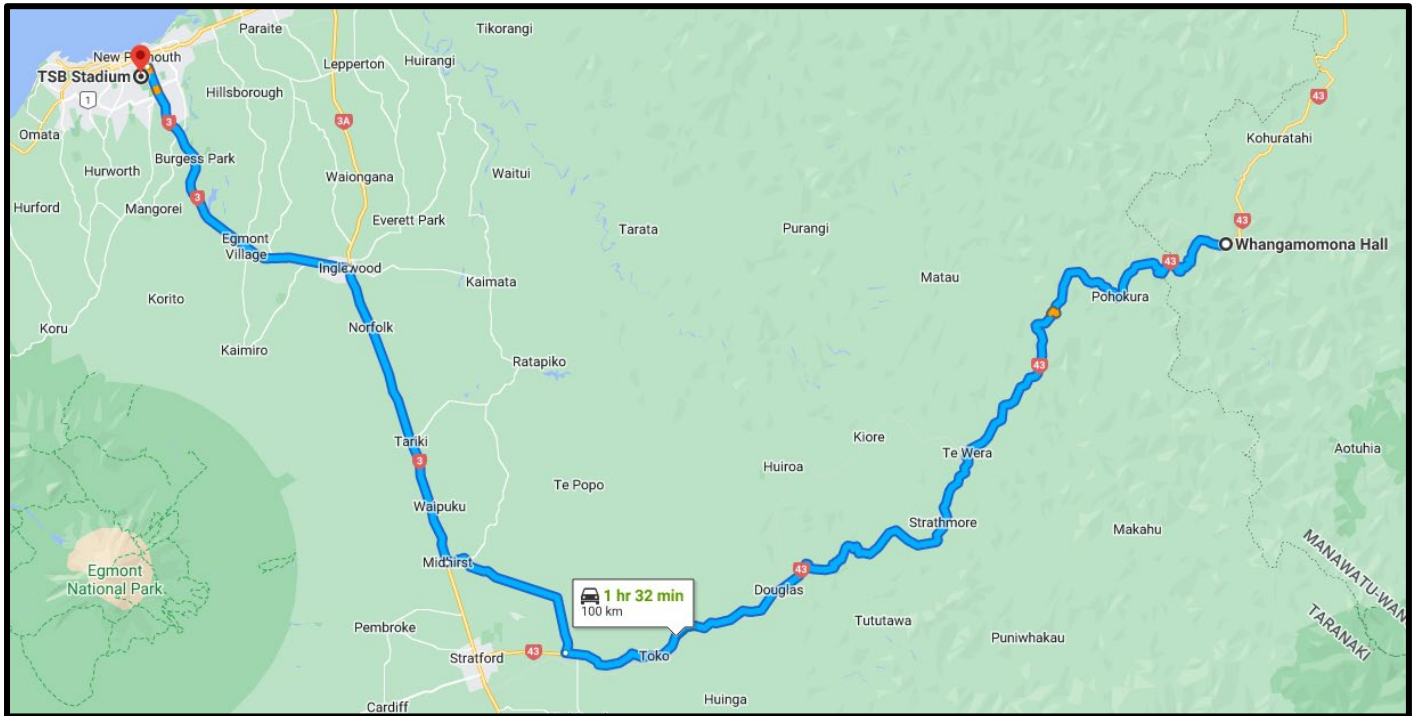 Paraite
Tikorangi
New Plymouth
Huirangi
Lepperton
TSB Stadium
1
Hillsborough
43
3
3A
Omata
Kohuratahi
Burgess Park
Hurworth
Waiongana
Waitui
3
Hurford
Mangorei
Everett Park
Tarata
Purangi
43
Egmont
Village
Whangamomona Hall
43
Inglewood
Kaimata
Matau
Korito
Pohokura
Koru
Norfolk
Kaimiro
Ratapiko
43
Tariki
Kiore
3
Huiroa
Te Wera
Aotuhia
Te Popo
Waipuku
Strathmore
Makahu
Midhirst
Egmont
National Park
43
Douglas
1 hr 32 min
100 km
MANAWATU-WAN
TARANAKI
Pembroke
Tututawa
Puniwhakau
Stratford
43
Toko
Huinga
Cardiff